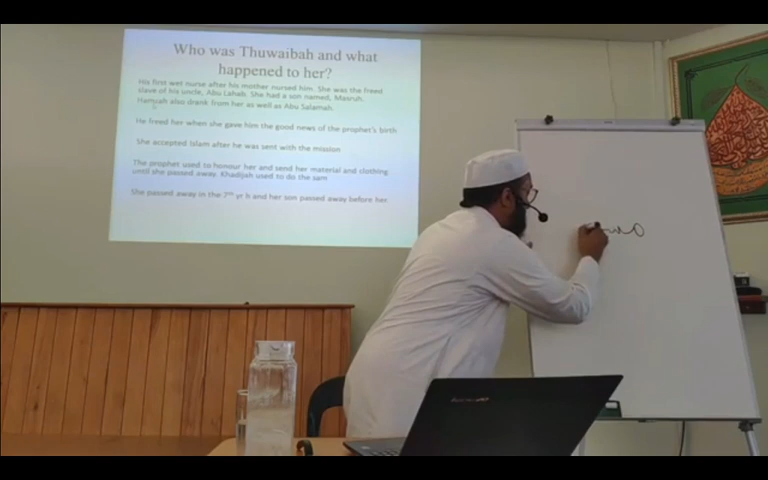 Who was Thuwaibah and what
happened to her?
His first wet nurse after his mother nursed him. She was the freed
slave of his uncle, Abu Lahab. She had a son named, Masruh.
Hamzah also drank from her as well as Abu Salamah.
He freed her when she gave him the good news of the prophet's birth
She accepted Islam after he was sent with the mission
The prophet used to honour her and send her material and clothing
until she passed away. Khadijah used to do the sam
She passed away in the 7th yr h and her son passed away before her
lenovo